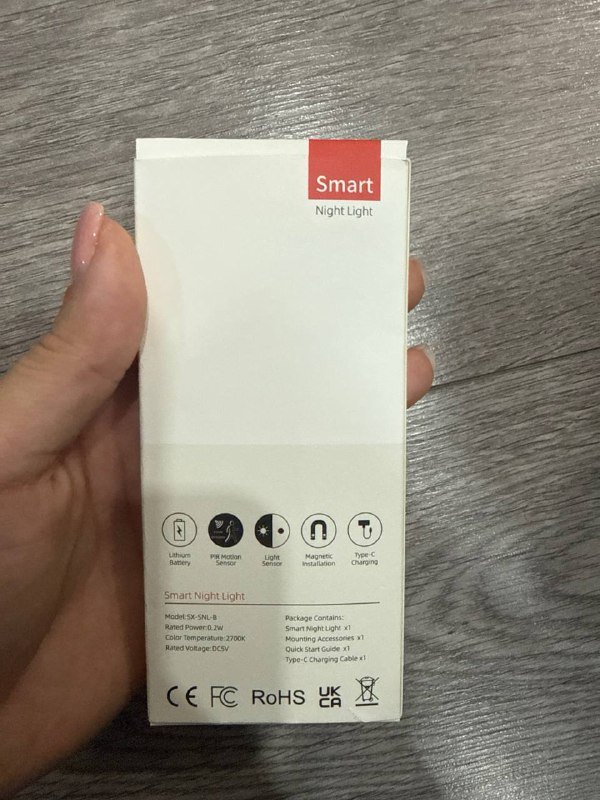 Smart
Night Light
Lithium
Battery
PIR Motion
Sensor
Light
Sensor
Magnetic
Installation
Type-C
Charging
Smart Night Light
Model:SX-SNL-B
Rated Power:0.2W
Color Temperature:2700K
Rated Voltage:DC5V
Package Contains:
Smart Night Light x1
Mounting Accessories x1
Quick Start Guide x1
Type-C Charging Cable x1
CE FC RoHS UK
CA